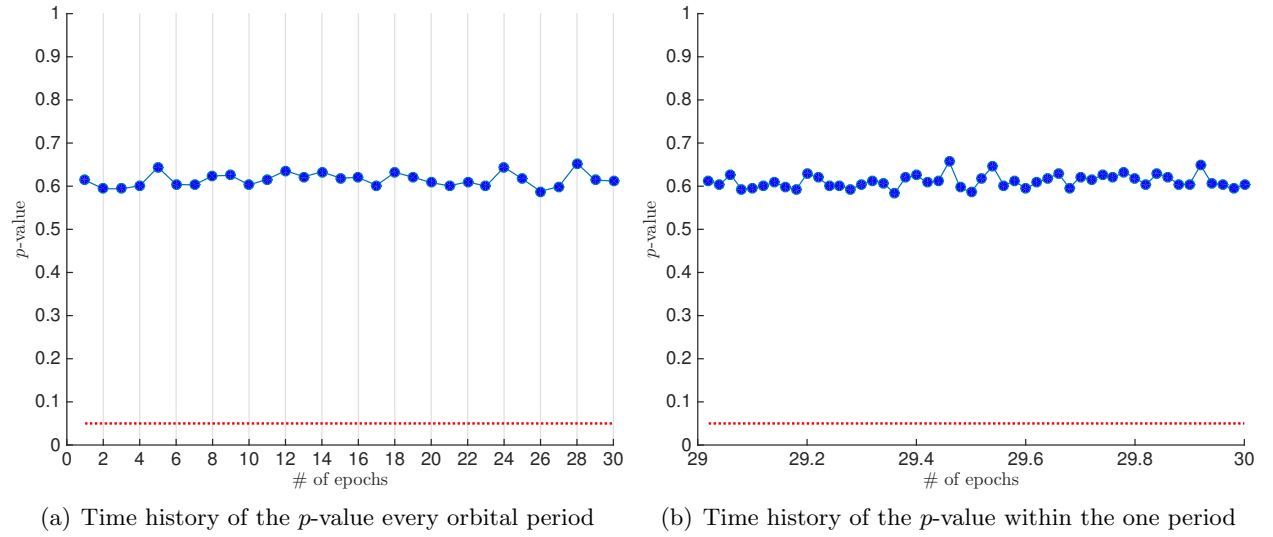 1
0.9
0.8
0.7
0.6
0.5
0.4
0.3
0.2
0.1
0
p-value
0 2 4 6 8 10 12 14 16 18 20 22 24 26 28 30
# of epochs
(a) Time history of the p-value every orbital period
1
0.9
0.8
0.7
0.6
0.5
0.4
0.3
0.2
0.1
0
p-value
29 29.2 29.4 29.6 29.8 30
# of epochs
(b) Time history of the p-value within the one period